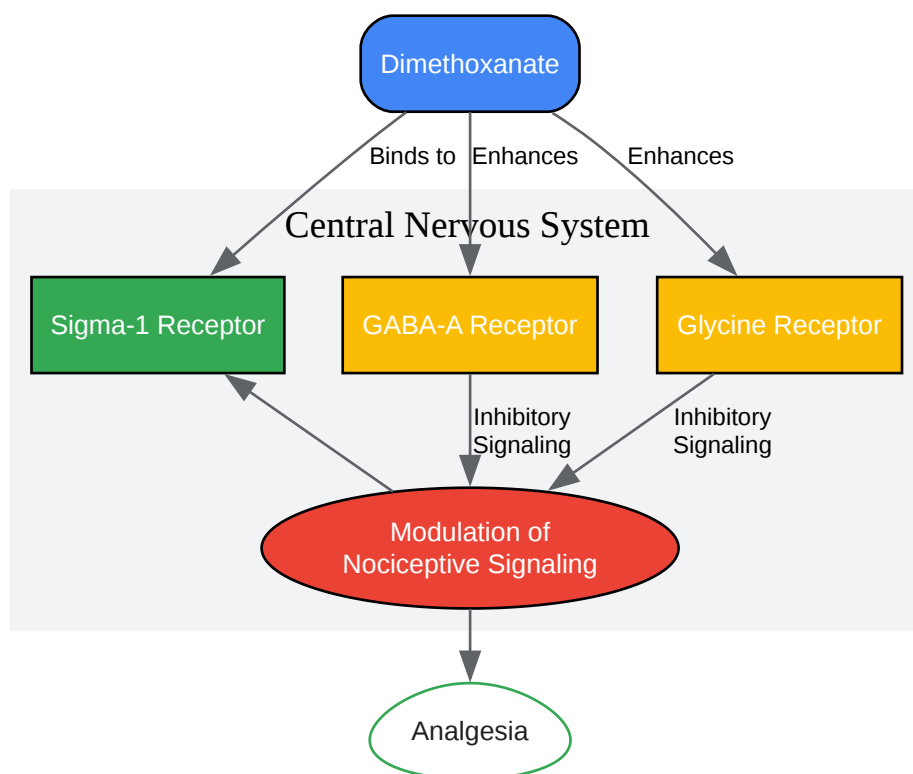 Dimethoxanate
Binds to
Enhances
Enhances
Central Nervous System
Sigma-1 Receptor
GABA-A Receptor
Glycine Receptor
Inhibitory
Signaling
Inhibitory
Signaling
Modulation of
Nociceptive Signaling
Analgesia